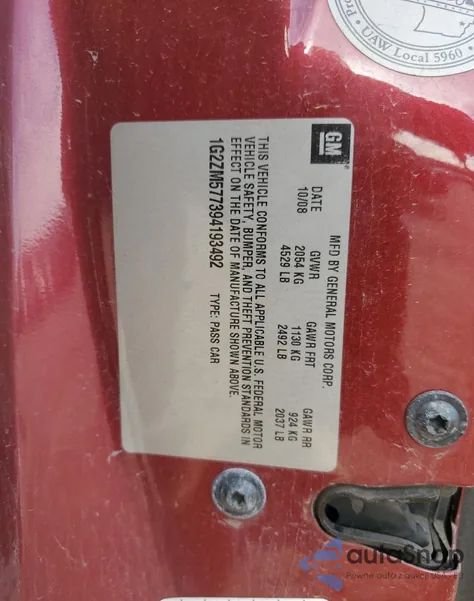 UAW Local 5960
GM
MFD BY GENERAL MOTORS CORP.
DATE GVWR GAWR FRT GAWR RR
10/08 2054 KG 1130 KG 924 KG
4529 LB 2492 LB 2037 LB
THIS VEHICLE CONFORMS TO ALL APPLICABLE U.S. FEDERAL MOTOR
VEHICLE SAFETY, BUMPER, AND THEFT PREVENTION STANDARDS IN
EFFECT ON THE DATE OF MANUFACTURE SHOWN ABOVE.
1G2ZM577394193492 TYPE: PASS CAR
autoSnap